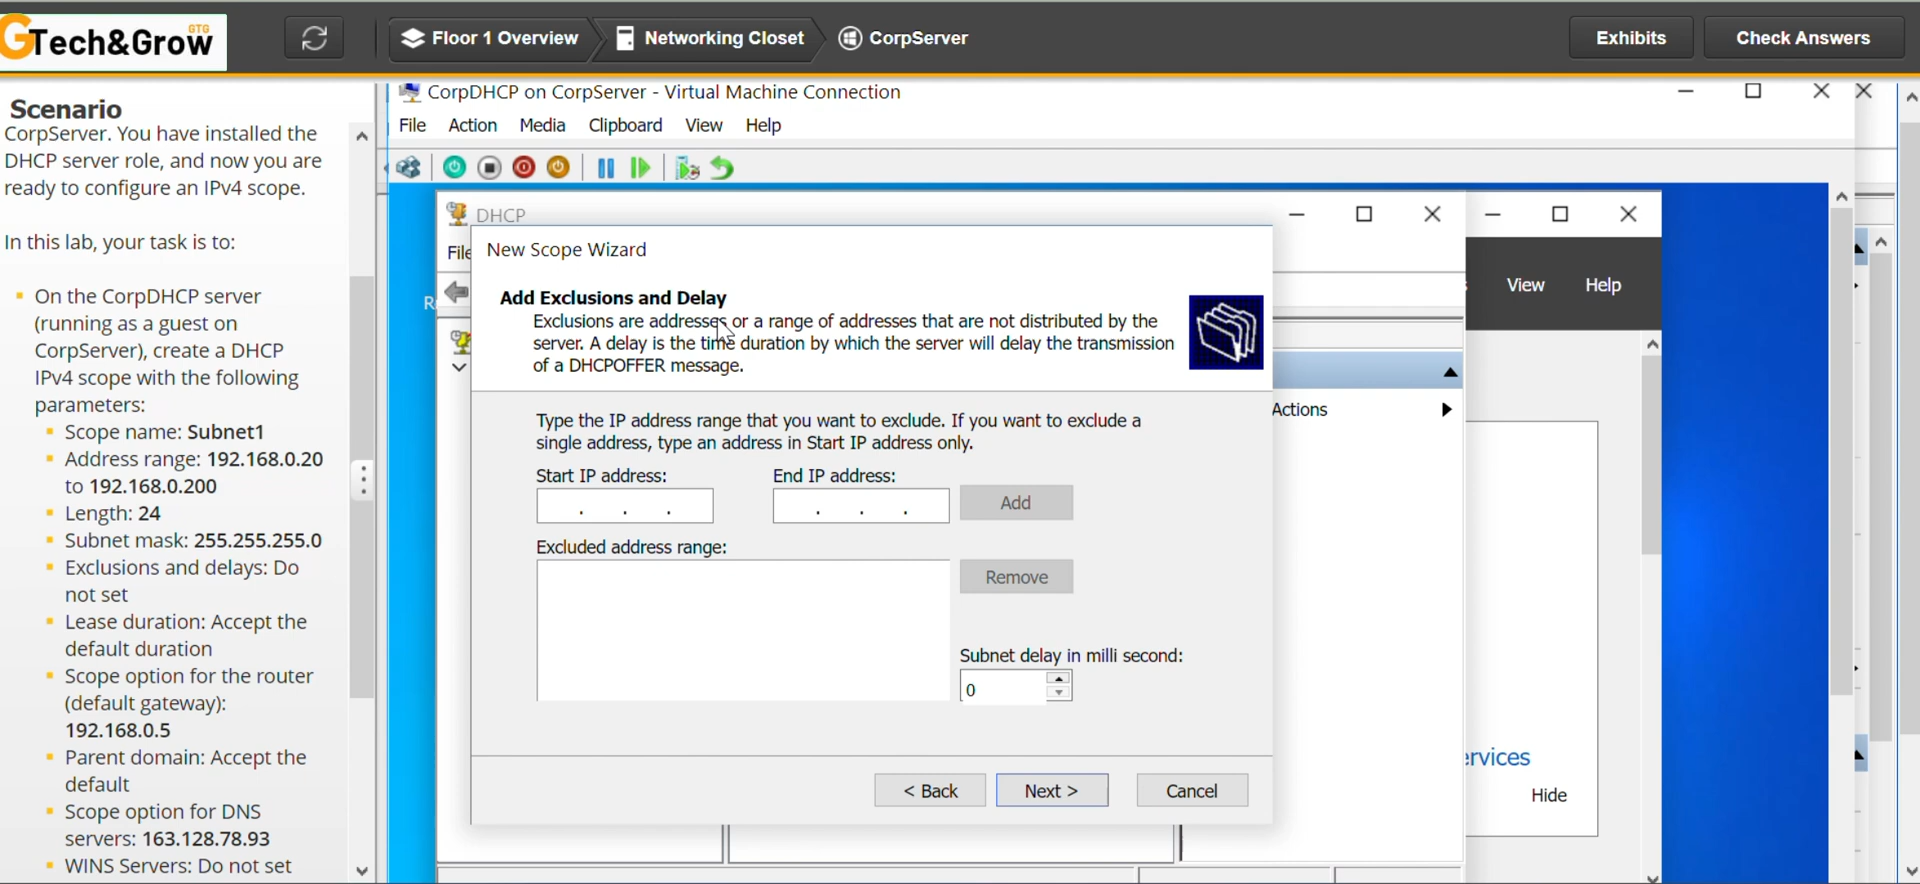 GTG
GTech&Grow
Floor 1 Overview
Networking Closet
CorpServer
Exhibits
Check Answers
Scenario
CorpServer. You have installed the
DHCP server role, and now you are
ready to configure an IPv4 scope.
In this lab, your task is to:
On the CorpDHCP server
(running as a guest on
CorpServer), create a DHCP
IPv4 scope with the following
parameters:
Scope name: Subnet1
Address range: 192.168.0.20
to 192.168.0.200
Length: 24
Subnet mask: 255.255.255.0
Exclusions and delays: Do
not set
Lease duration: Accept the
default duration
Scope option for the router
(default gateway):
192.168.0.5
Parent domain: Accept the
default
Scope option for DNS
servers: 163.128.78.93
WINS Servers: Do not set
CorpDHCP on CorpServer - Virtual Machine Connection
File Action Media Clipboard View Help
DHCP
File
New Scope Wizard
Add Exclusions and Delay
Exclusions are addresses or a range of addresses that are not distributed by the
server. A delay is the time duration by which the server will delay the transmission
of a DHCPOFFER message.
Type the IP address range that you want to exclude. If you want to exclude a
single address, type an address in Start IP address only.
Start IP address:
End IP address:
. . .
. . .
Add
Excluded address range:
Remove
Subnet delay in milli second:
0
< Back
Next >
Cancel
Actions
View Help
ervices
Hide